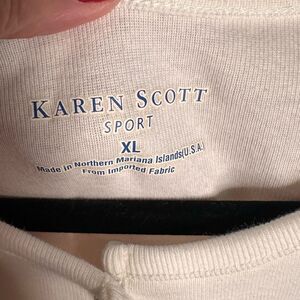 KAREN SCOTT
SPORT
XL
Made in Northern Mariana Islands(U.S.A.)
From Imported Fabric